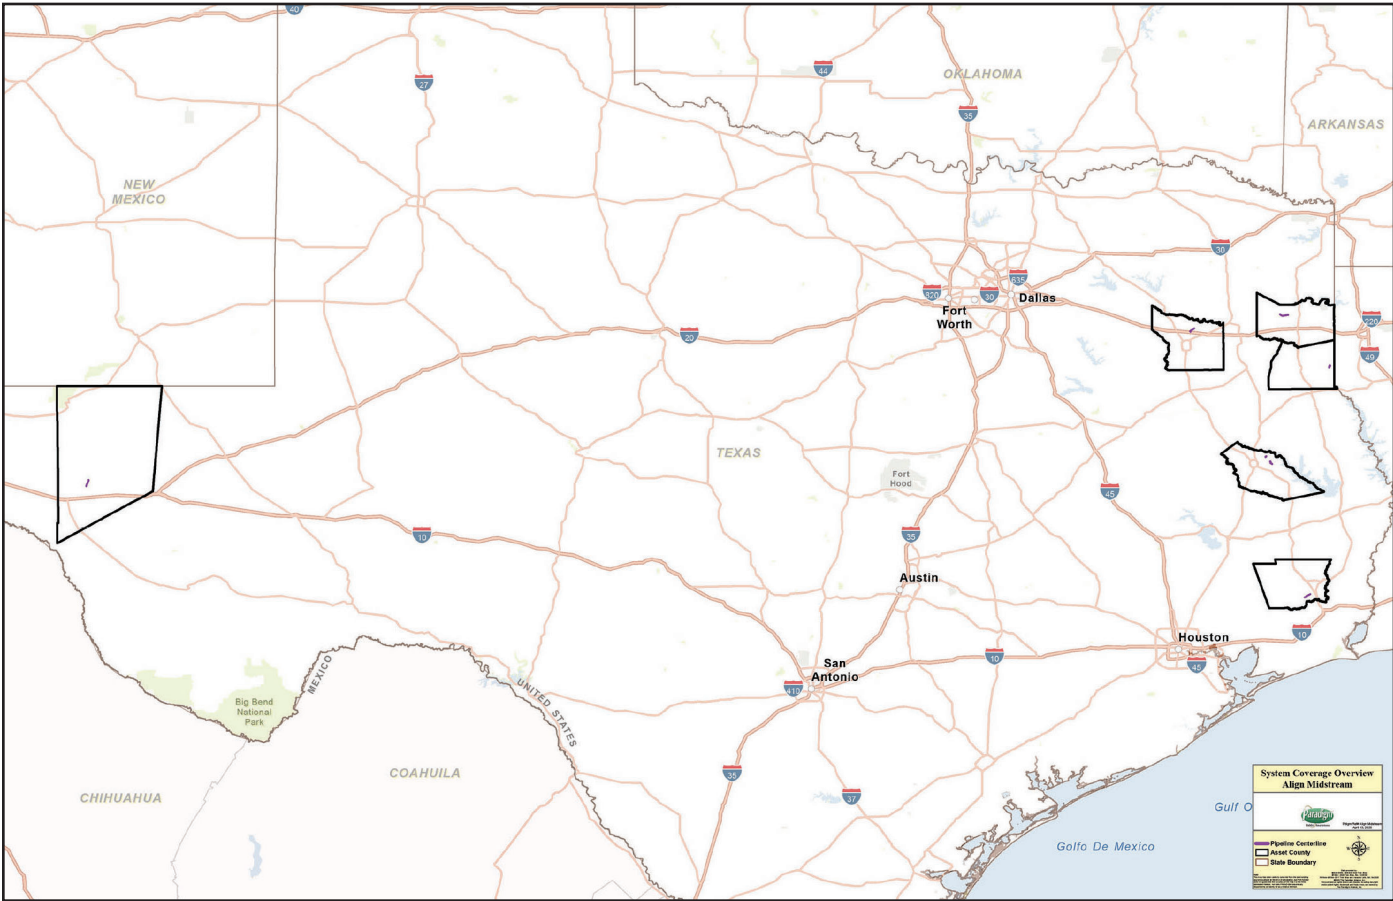 40
27
44
OKLAHOMA
35
ARKANSAS
NEW
MEXICO
30
635
820
30
Dallas
Fort
Worth
20
220
49
TEXAS
Fort
Hood
45
10
35
Austin
Houston
10
10
45
San
Antonio
410
MEXICO
UNITED STATES
Big Bend
National
Park
COAHUILA
CHIHUAHUA
35
37
Gulf O
Golfo De Mexico
System Coverage Overview
Align Midstream
Paradigm
Pipeline Centerline
Asset County
State Boundary